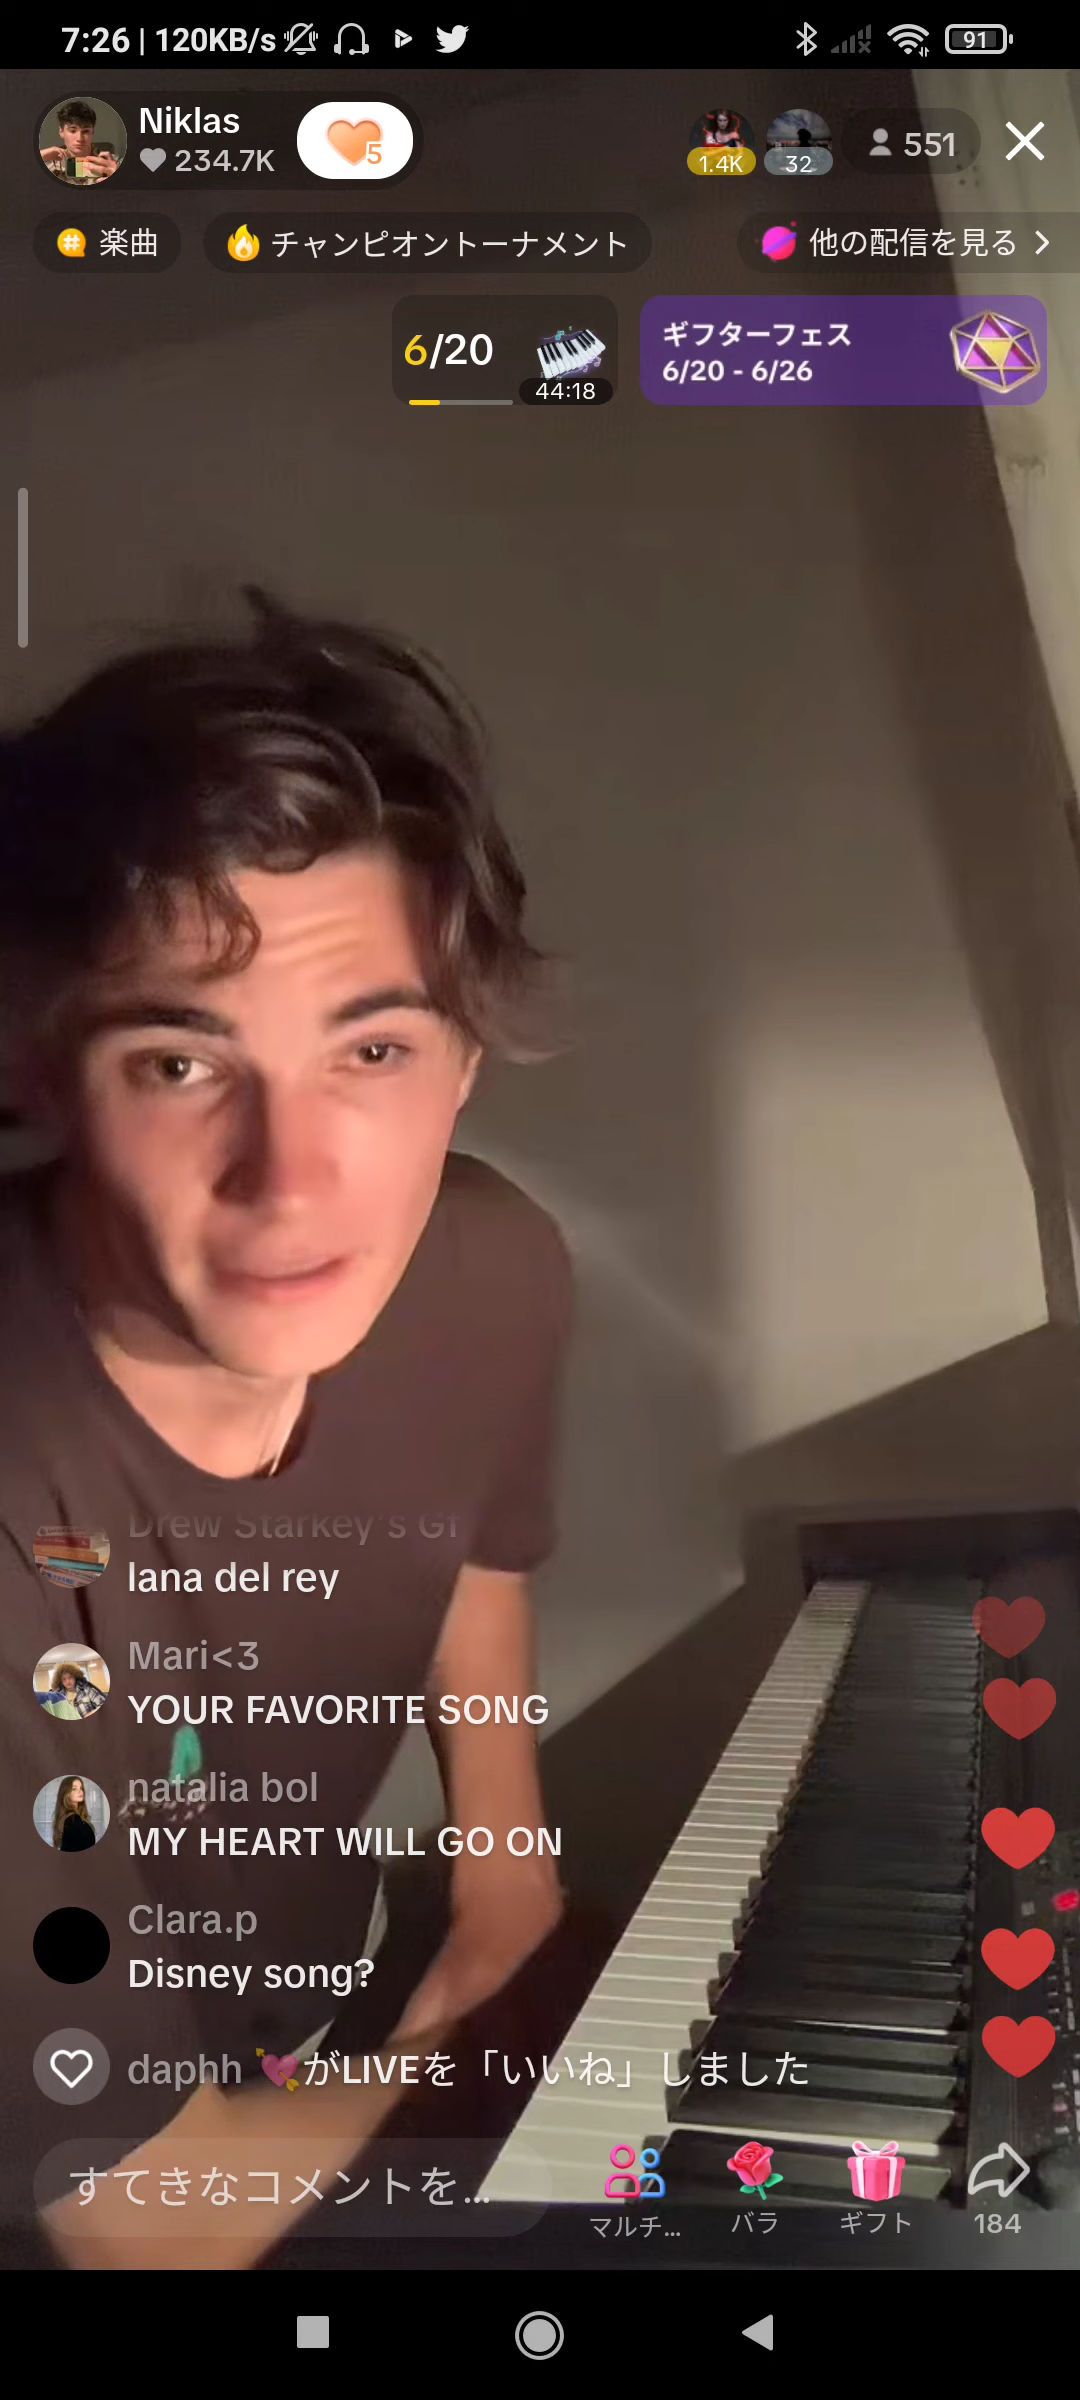 7:26 | 120KB/s
91
Niklas
234.7K
5
1.4K
32
551
楽曲
チャンピオントーナメント
他の配信を見る
6/20
44:18
ギフターフェス
6/20 - 6/26
Drew Starkey's Gf
lana del rey
Mari<3
YOUR FAVORITE SONG
natalia bol
MY HEART WILL GO ON
Clara.p
Disney song?
daphh 💘がLIVEを「いいね」しました
すてきなコメントを...
マルチ...
バラ
ギフト
184